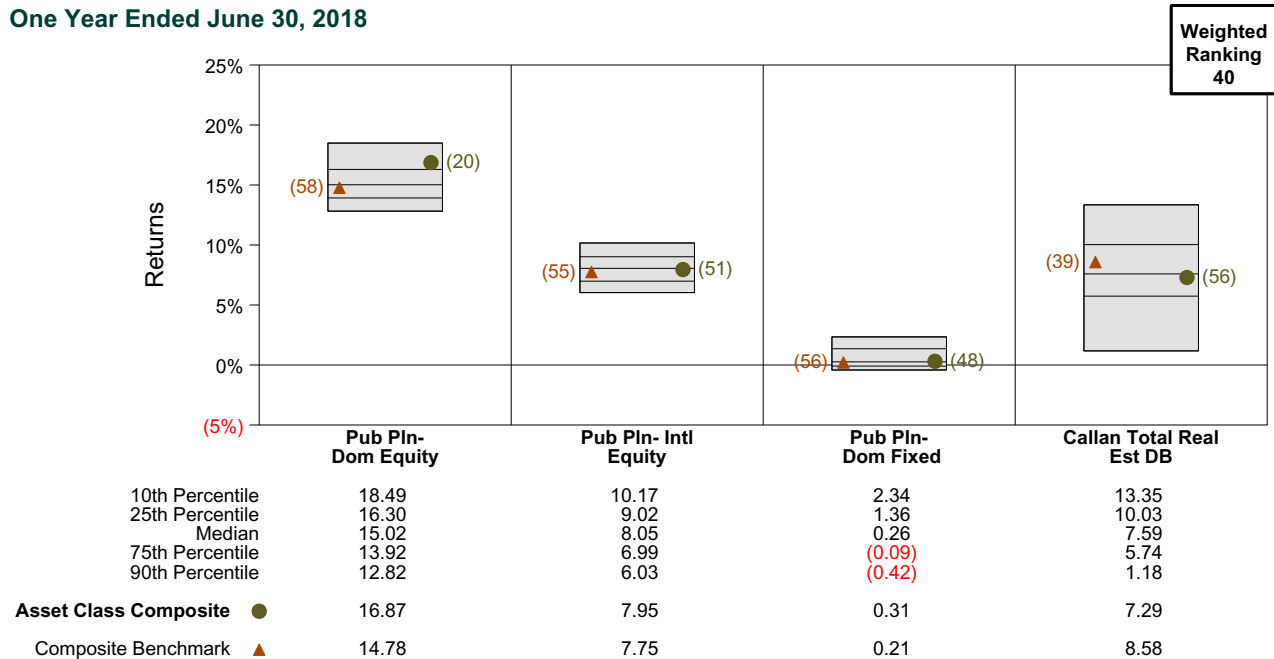 One Year Ended June 30, 2018
Weighted
Ranking
40
Returns
25%
20%
15%
10%
5%
0%
(5%)
(58)
(20)
(55)
(51)
(56)
(48)
(39)
(56)
Pub Pln-
Dom Equity
Pub Pln- Intl
Equity
Pub Pln-
Dom Fixed
Callan Total Real
Est DB
10th Percentile 18.49 10.17 2.34 13.35
25th Percentile 16.30 9.02 1.36 10.03
Median 15.02 8.05 0.26 7.59
75th Percentile 13.92 6.99 (0.09) 5.74
90th Percentile 12.82 6.03 (0.42) 1.18
Asset Class Composite 16.87 7.95 0.31 7.29
Composite Benchmark 14.78 7.75 0.21 8.58